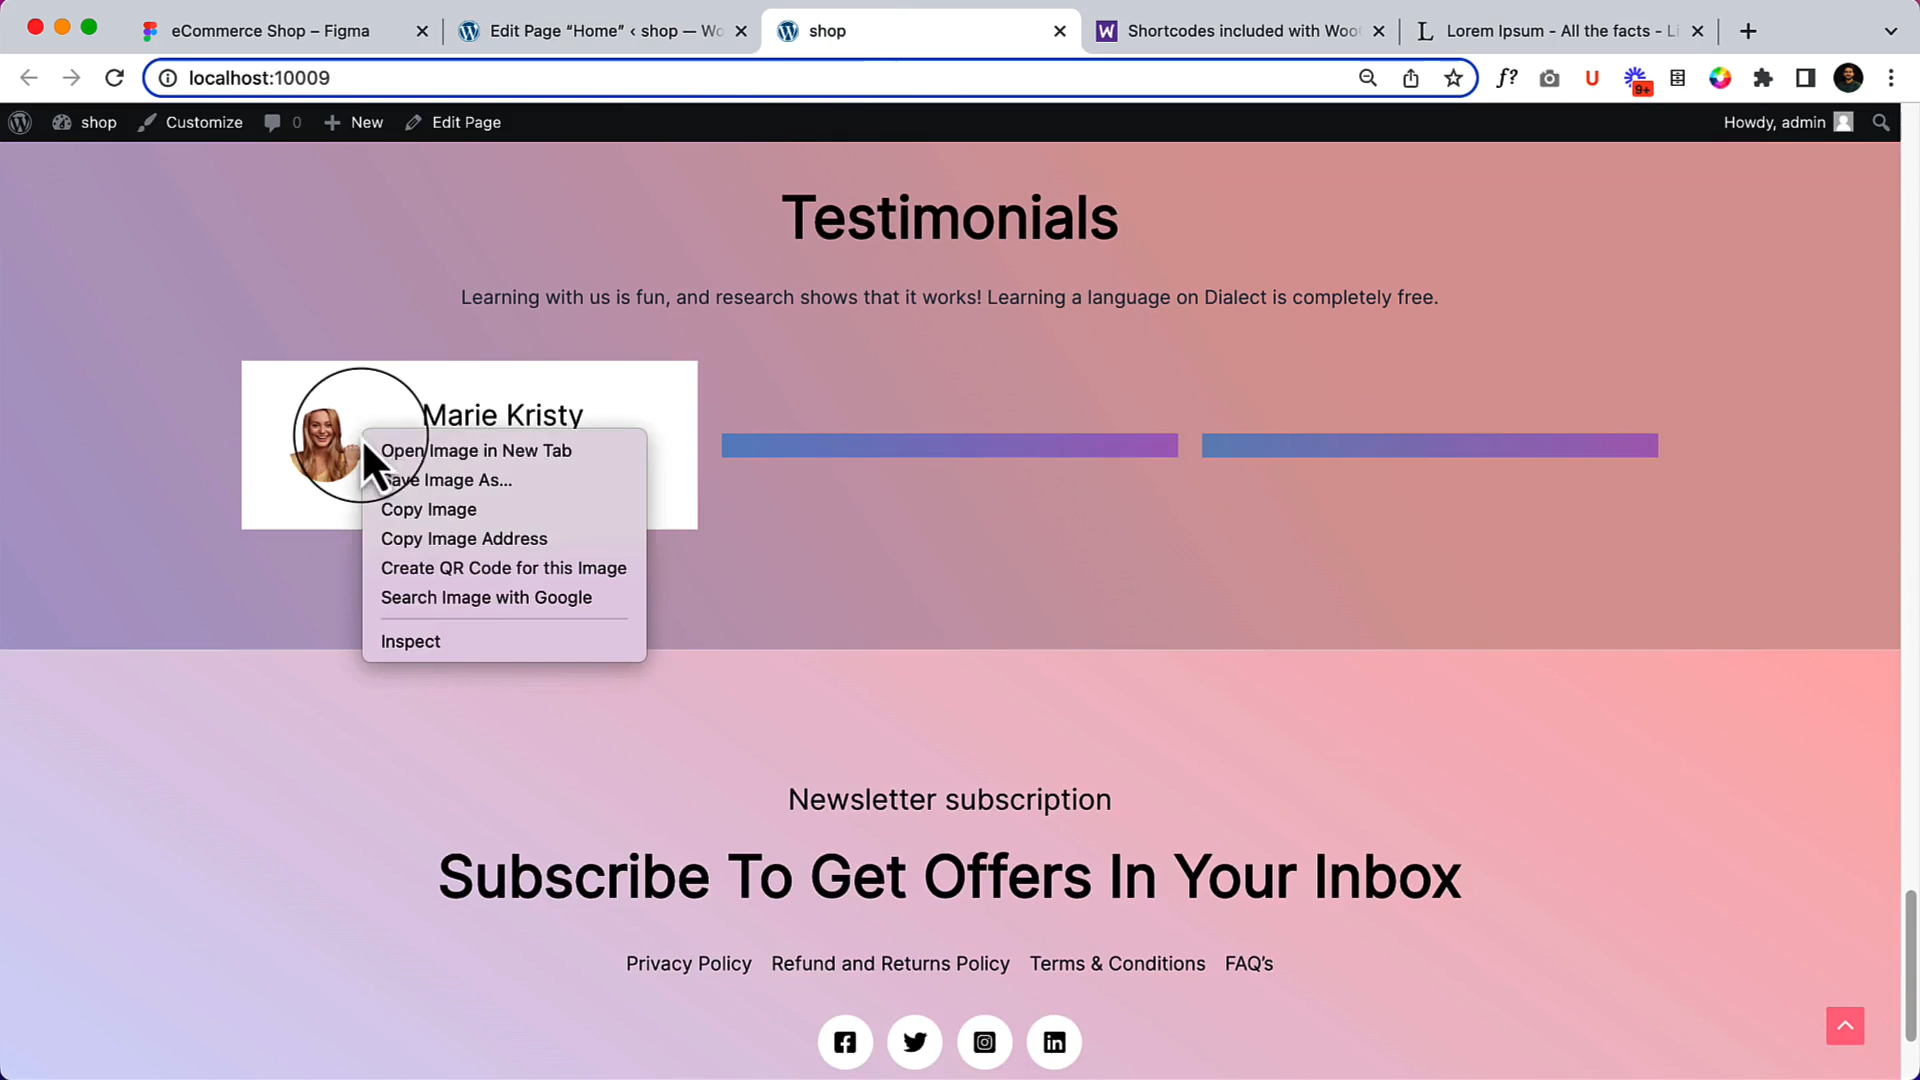 eCommerce Shop – Figma
Edit Page “Home” ‹ shop — Wo
shop
Shortcodes included with Woo
Lorem Ipsum - All the facts - Li
localhost:10009
f?
U
9+
shop
Customize
0
New
Edit Page
Howdy, admin
Testimonials
Learning with us is fun, and research shows that it works! Learning a language on Dialect is completely free.
Marie Kristy
Open Image in New Tab
ave Image As...
Copy Image
Copy Image Address
Create QR Code for this Image
Search Image with Google
Inspect
Newsletter subscription
Subscribe To Get Offers In Your Inbox
Privacy Policy
Refund and Returns Policy
Terms & Conditions
FAQ’s